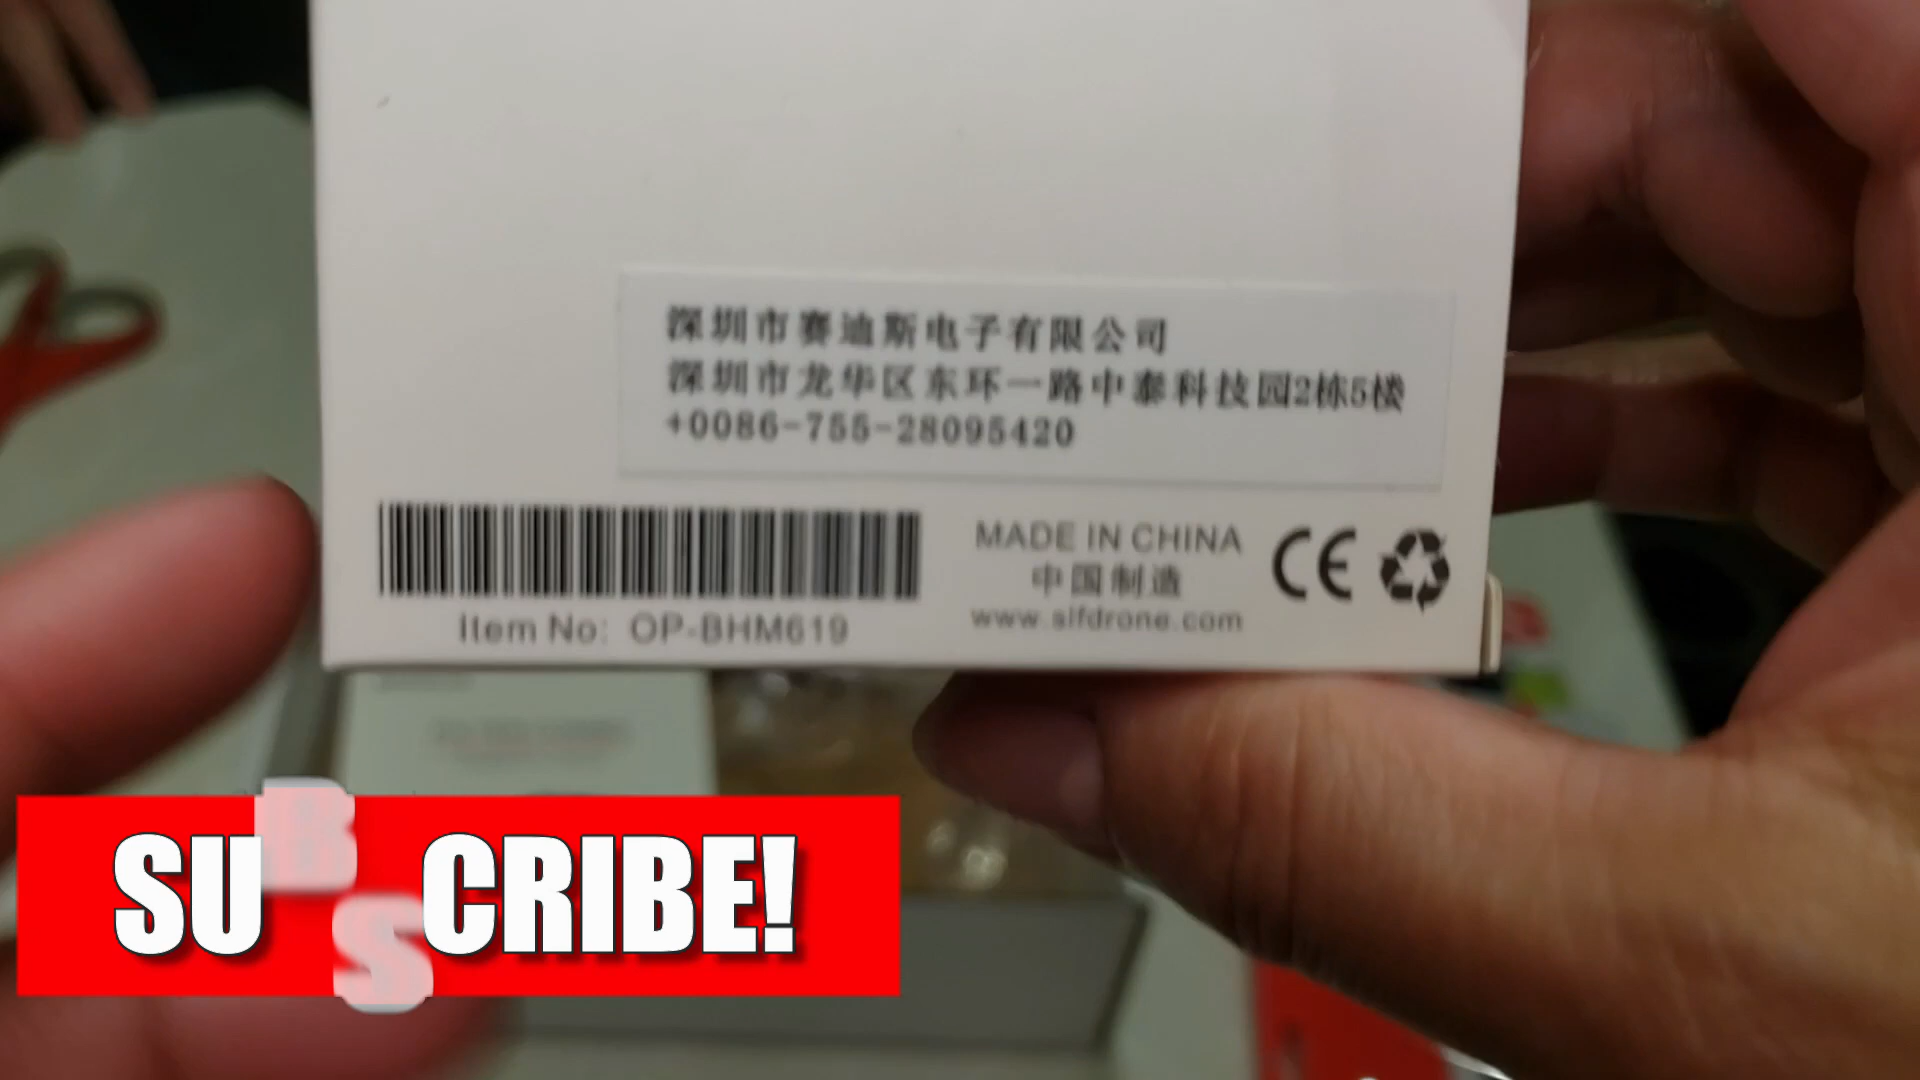 深圳市赛迪斯电子有限公司
深圳市龙华区东环一路中泰科技园2栋5楼
+0086-755-28095420
MADE IN CHINA
中国制造
www.slfdrone.com
CE
Item No: OP-BHM619
SUBSCRIBE!